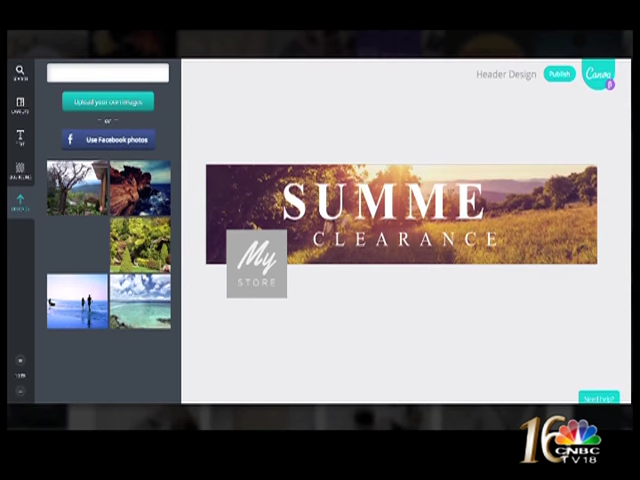 Header Design
Publish
Canva
Upload your own images
or
f Use Facebook photos
SUMME
CLEARANCE
My
STORE
Need help?
16
CNBC
TV18